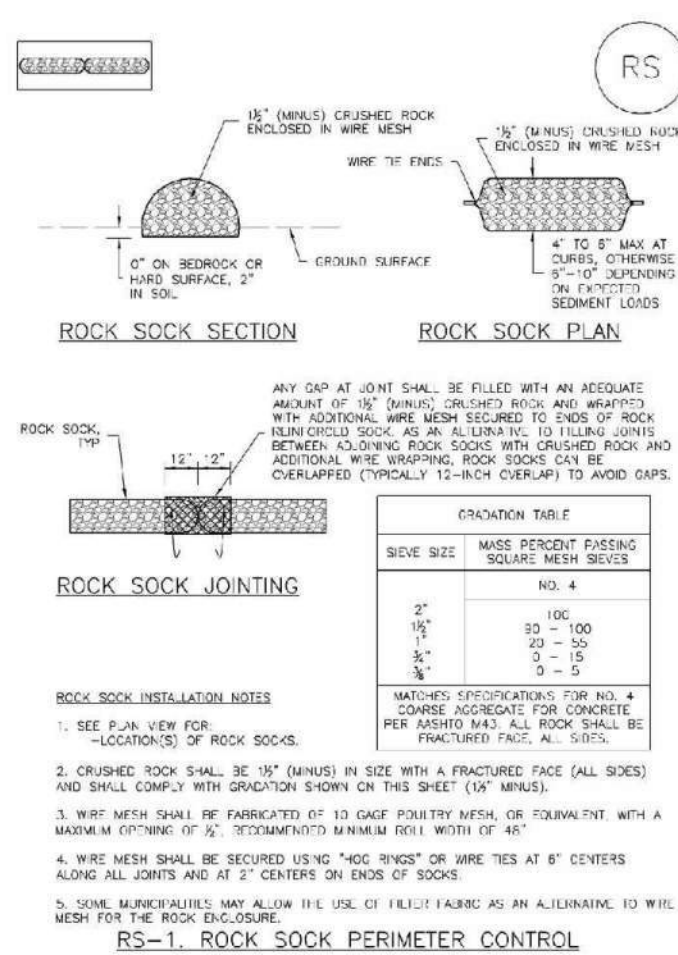 RS
1½" (MINUS) CRUSHED ROCK
ENCLOSED IN WIRE MESH
0" ON BEDROCK OR
HARD SURFACE, 2"
IN SOIL
GROUND SURFACE
ROCK SOCK SECTION
1½" (MINUS) CRUSHED ROCK
ENCLOSED IN WIRE MESH
WIRE TIE ENDS
4" TO 6" MAX AT
CURBS, OTHERWISE
6"-10" DEPENDING
ON EXPECTED
SEDIMENT LOADS
ROCK SOCK PLAN
ANY GAP AT JOINT SHALL BE FILLED WITH AN ADEQUATE
AMOUNT OF 1½" (MINUS) CRUSHED ROCK AND WRAPPED
WITH ADDITIONAL WIRE MESH SECURED TO ENDS OF ROCK
REINFORCED SOCK. AS AN ALTERNATIVE TO FILLING JOINTS
BETWEEN ADJOINING ROCK SOCKS WITH CRUSHED ROCK AND
ADDITIONAL WIRE WRAPPING, ROCK SOCKS CAN BE
OVERLAPPED (TYPICALLY 12-INCH OVERLAP) TO AVOID GAPS.
ROCK SOCK,
TYP
12" 12"
ROCK SOCK JOINTING
GRADATION TABLE
SIEVE SIZE MASS PERCENT PASSING
SQUARE MESH SIEVES
NO. 4
2" 100
1½" 90 - 100
1" 20 - 55
¾" 0 - 15
⅜" 0 - 5
MATCHES SPECIFICATIONS FOR NO. 4
COARSE AGGREGATE FOR CONCRETE
PER AASHTO M43. ALL ROCK SHALL BE
FRACTURED FACE, ALL SIDES.
ROCK SOCK INSTALLATION NOTES
1. SEE PLAN VIEW FOR:
-LOCATION(S) OF ROCK SOCKS.
2. CRUSHED ROCK SHALL BE 1½" (MINUS) IN SIZE WITH A FRACTURED FACE (ALL SIDES)
AND SHALL COMPLY WITH GRADATION SHOWN ON THIS SHEET (1½" MINUS).
3. WIRE MESH SHALL BE FABRICATED OF 10 GAGE POULTRY MESH, OR EQUIVALENT, WITH A
MAXIMUM OPENING OF ½", RECOMMENDED MINIMUM ROLL WIDTH OF 48"
4. WIRE MESH SHALL BE SECURED USING "HOG RINGS" OR WIRE TIES AT 6" CENTERS
ALONG ALL JOINTS AND AT 2" CENTERS ON ENDS OF SOCKS.
5. SOME MUNICIPALITIES MAY ALLOW THE USE OF FILTER FABRIC AS AN ALTERNATIVE TO WIRE
MESH FOR THE ROCK ENCLOSURE.
RS-1. ROCK SOCK PERIMETER CONTROL